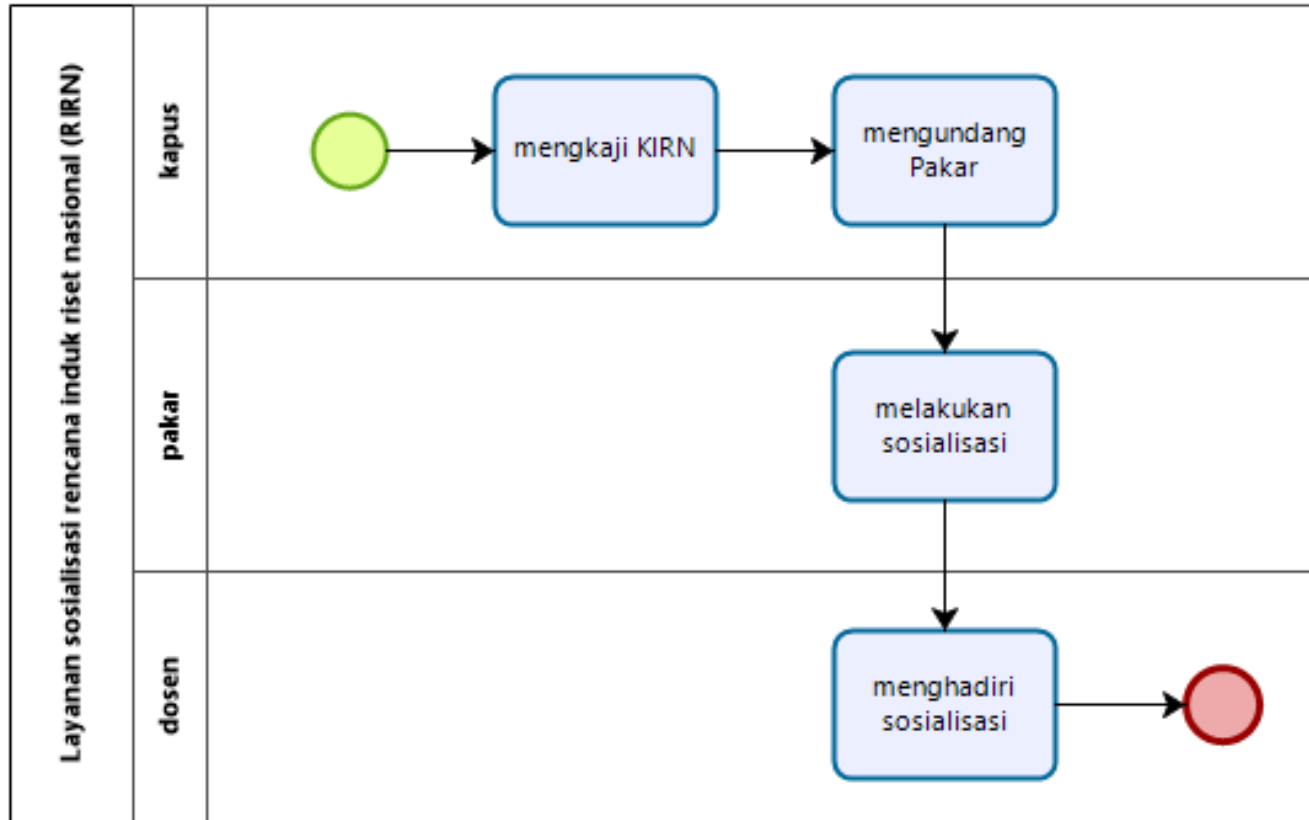 Layanan sosialisasi rencana induk riset nasional (RIRN)
kapus
mengkaji KIRN
mengundang
Pakar
pakar
melakukan
sosialisasi
dosen
menghadiri
sosialisasi